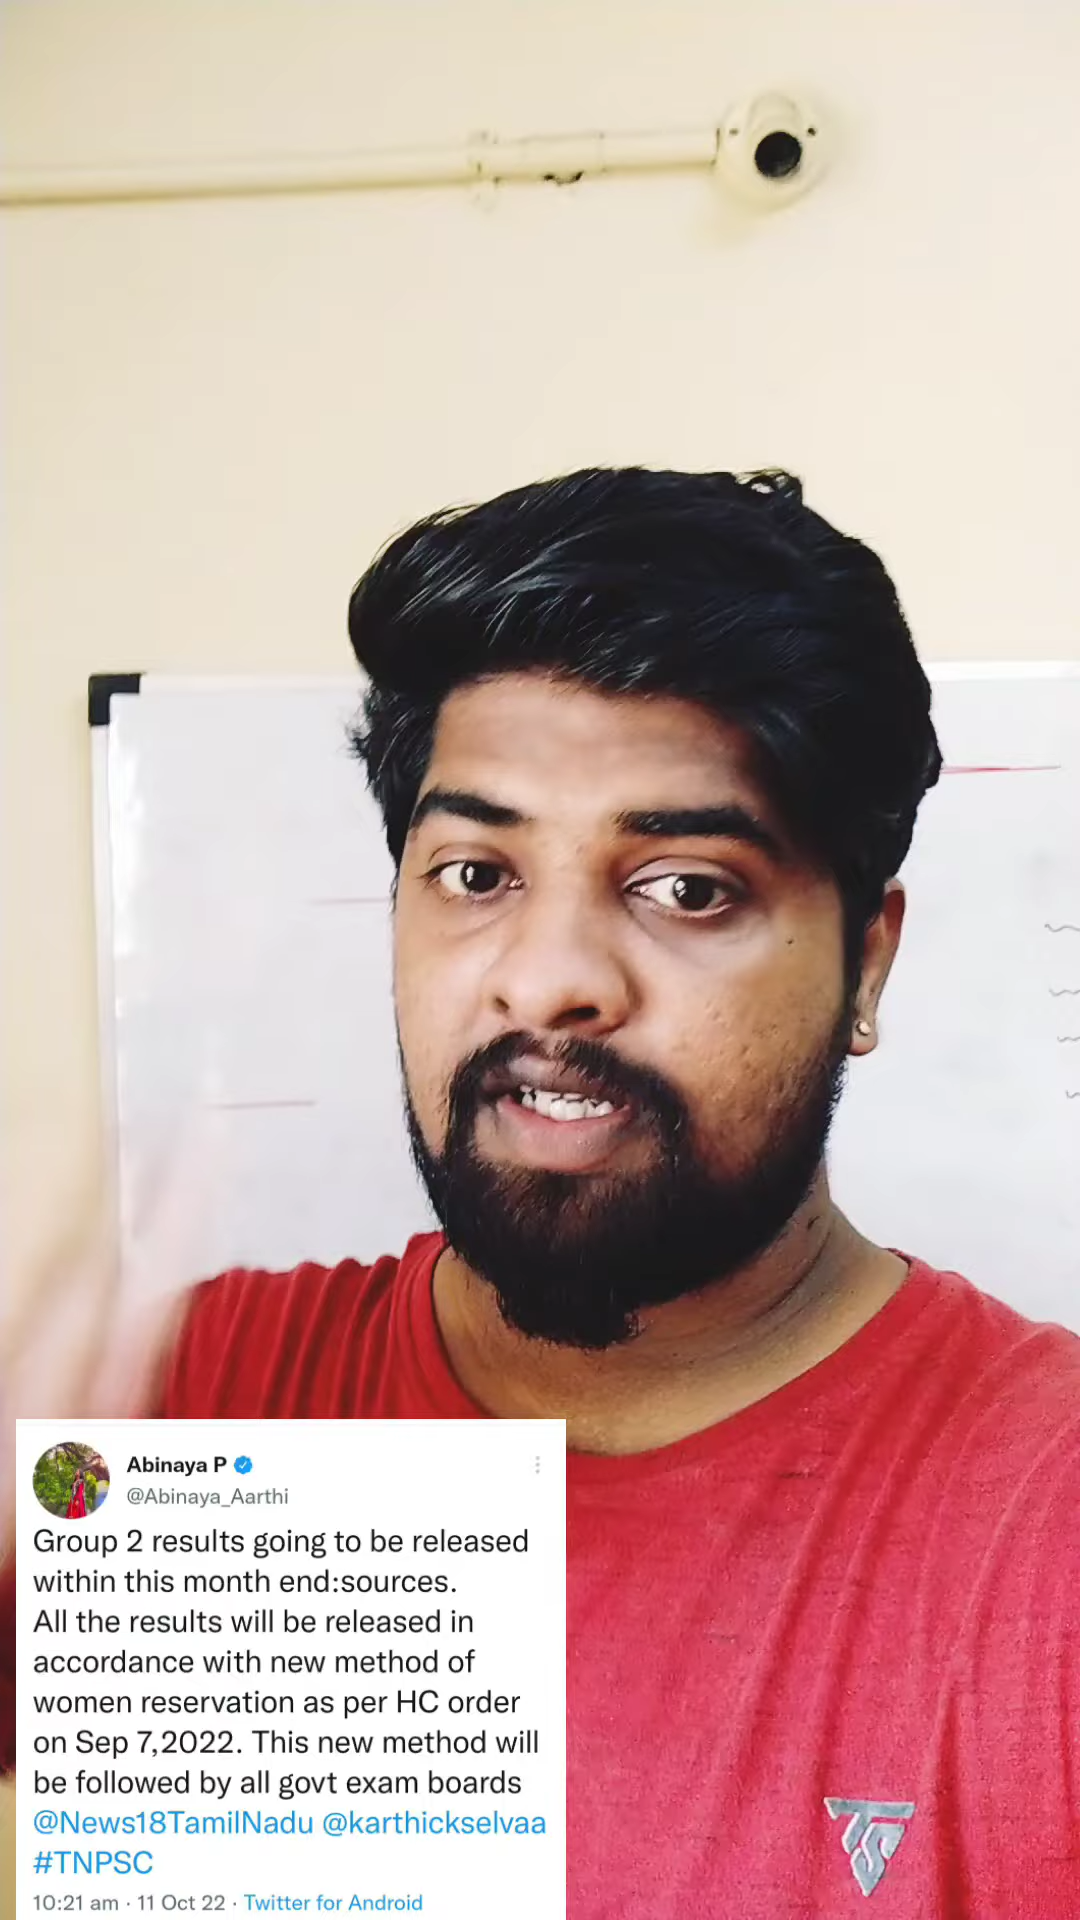 Abinaya P
@Abinaya_Aarthi
Group 2 results going to be released
within this month end:sources.
All the results will be released in
accordance with new method of
women reservation as per HC order
on Sep 7,2022. This new method will
be followed by all govt exam boards
@News18TamilNadu @karthickselvaa
#TNPSC
10:21 am · 11 Oct 22 · Twitter for Android
TS